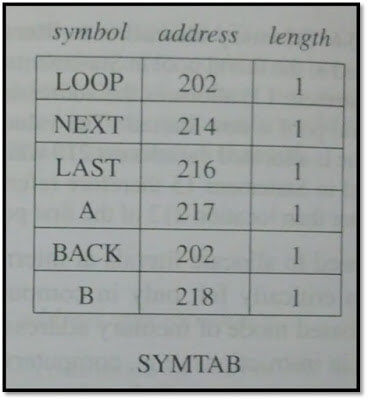 symbol address length
LOOP 202 1
NEXT 214 1
LAST 216 1
A 217 1
BACK 202 1
B 218 1
SYMTAB